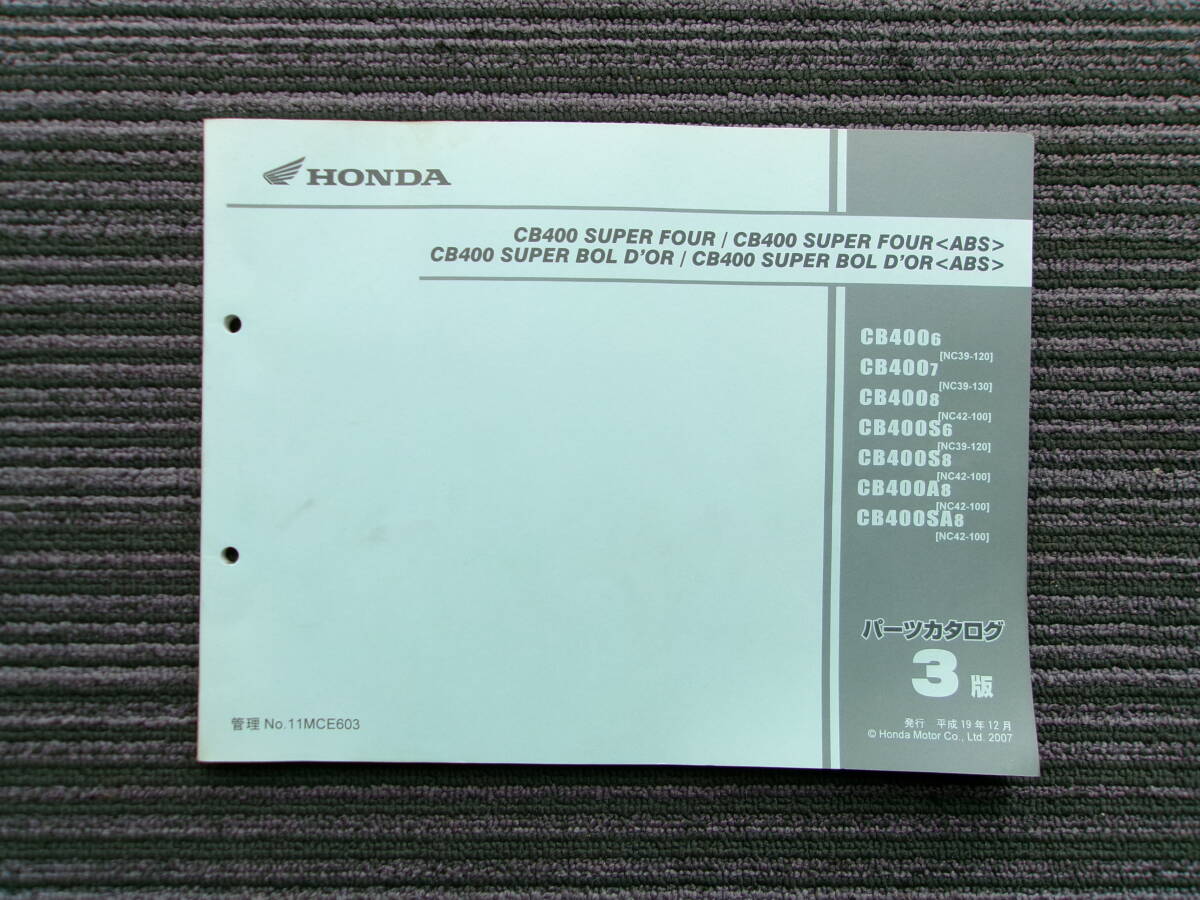 HONDA
CB400 SUPER FOUR / CB400 SUPER FOUR<ABS>
CB400 SUPER BOL D'OR / CB400 SUPER BOL D'OR<ABS>
CB4006
[NC39-120]
CB4007
[NC39-130]
CB4008
[NC42-100]
CB400S6
[NC39-120]
CB400S8
[NC42-100]
CB400A8
[NC42-100]
CB400SA8
[NC42-100]
パーツカタログ
3版
管理 No.11MCE603
発行 平成19年12月
© Honda Motor Co., Ltd. 2007